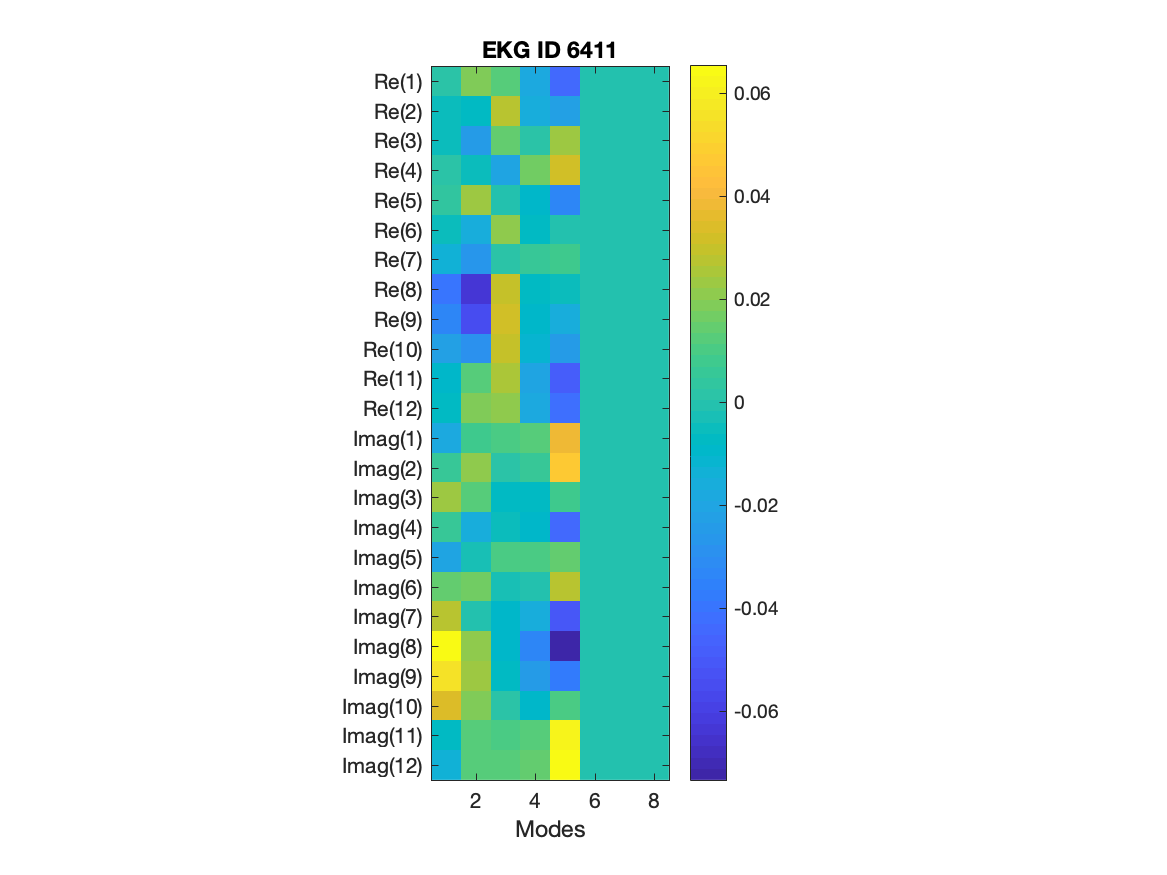 EKG ID 6411
Re(1)
Re(2)
Re(3)
Re(4)
Re(5)
Re(6)
Re(7)
Re(8)
Re(9)
Re(10)
Re(11)
Re(12)
Imag(1)
Imag(2)
Imag(3)
Imag(4)
Imag(5)
Imag(6)
Imag(7)
Imag(8)
Imag(9)
Imag(10)
Imag(11)
Imag(12)
2 4 6 8
Modes
0.06
0.04
0.02
0
-0.02
-0.04
-0.06